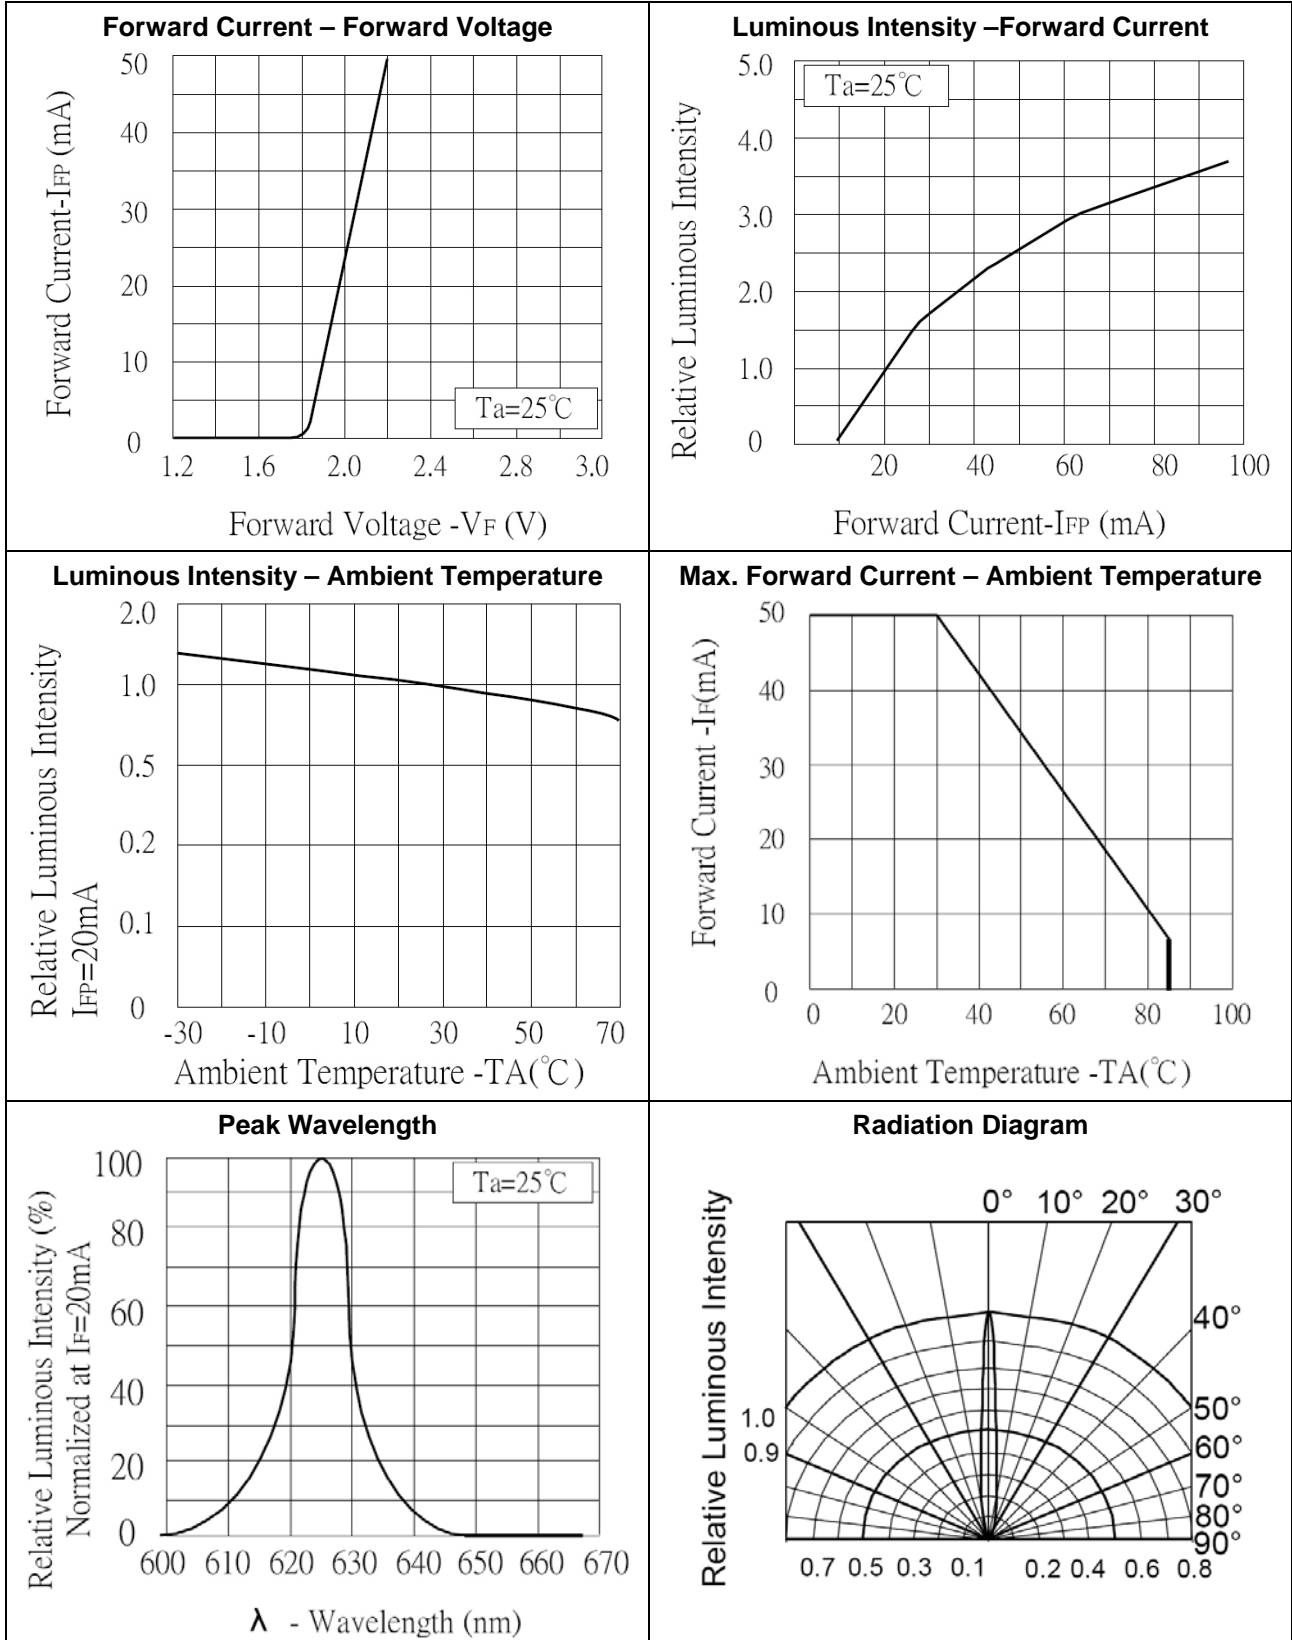 Forward Current – Forward Voltage
Forward Current-IFP (mA)
50
40
30
20
10
0
Ta=25℃
1.2 1.6 2.0 2.4 2.8 3.0
Forward Voltage -VF (V)
Luminous Intensity –Forward Current
Relative Luminous Intensity
5.0
4.0
3.0
2.0
1.0
0
Ta=25℃
20 40 60 80 100
Forward Current-IFP (mA)
Luminous Intensity – Ambient Temperature
Relative Luminous Intensity
IFP=20mA
2.0
1.0
0.5
0.2
0.1
0
-30 -10 10 30 50 70
Ambient Temperature -TA(℃)
Max. Forward Current – Ambient Temperature
Forward Current -IF(mA)
50
40
30
20
10
0
0 20 40 60 80 100
Ambient Temperature -TA(℃)
Peak Wavelength
Relative Luminous Intensity (%)
Normalized at IF=20mA
100
80
60
40
20
0
Ta=25℃
600 610 620 630 640 650 660 670
λ - Wavelength (nm)
Radiation Diagram
Relative Luminous Intensity
0° 10° 20° 30°
40°
50°
60°
70°
80°
90°
1.0
0.9
0.7 0.5 0.3 0.1 0.2 0.4 0.6 0.8